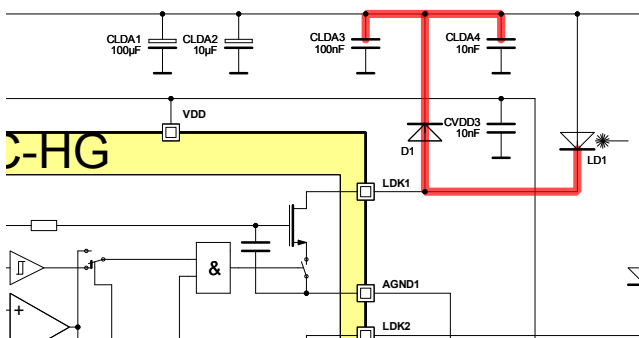 CLDA1
100µF
CLDA2
10µF
CLDA3
100nF
CLDA4
10nF
VDD
CVDD3
10nF
C-HG
D1
LD1
LDK1
&
+
AGND1
LDK2